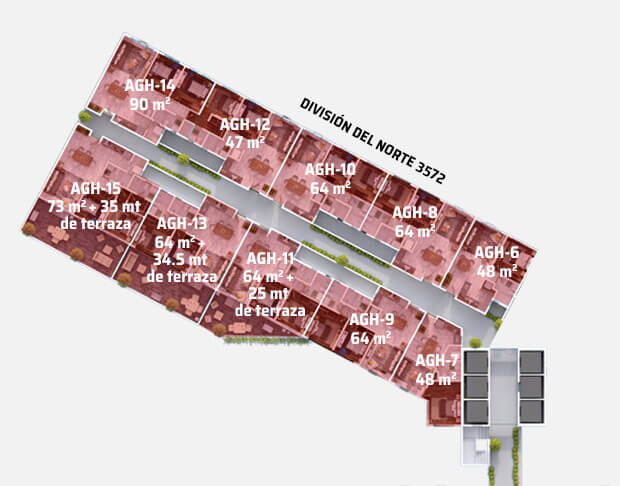 DIVISIÓN DEL NORTE 3572
AGH-14
90 m²
AGH-12
47 m²
AGH-10
64 m²
AGH-8
64 m²
AGH-6
48 m²
AGH-15
73 m² + 35 mt
de terraza
AGH-13
64 m² +
34.5 mt
de terraza
AGH-11
64 m² +
25 mt
de terraza
AGH-9
64 m²
AGH-7
48 m²